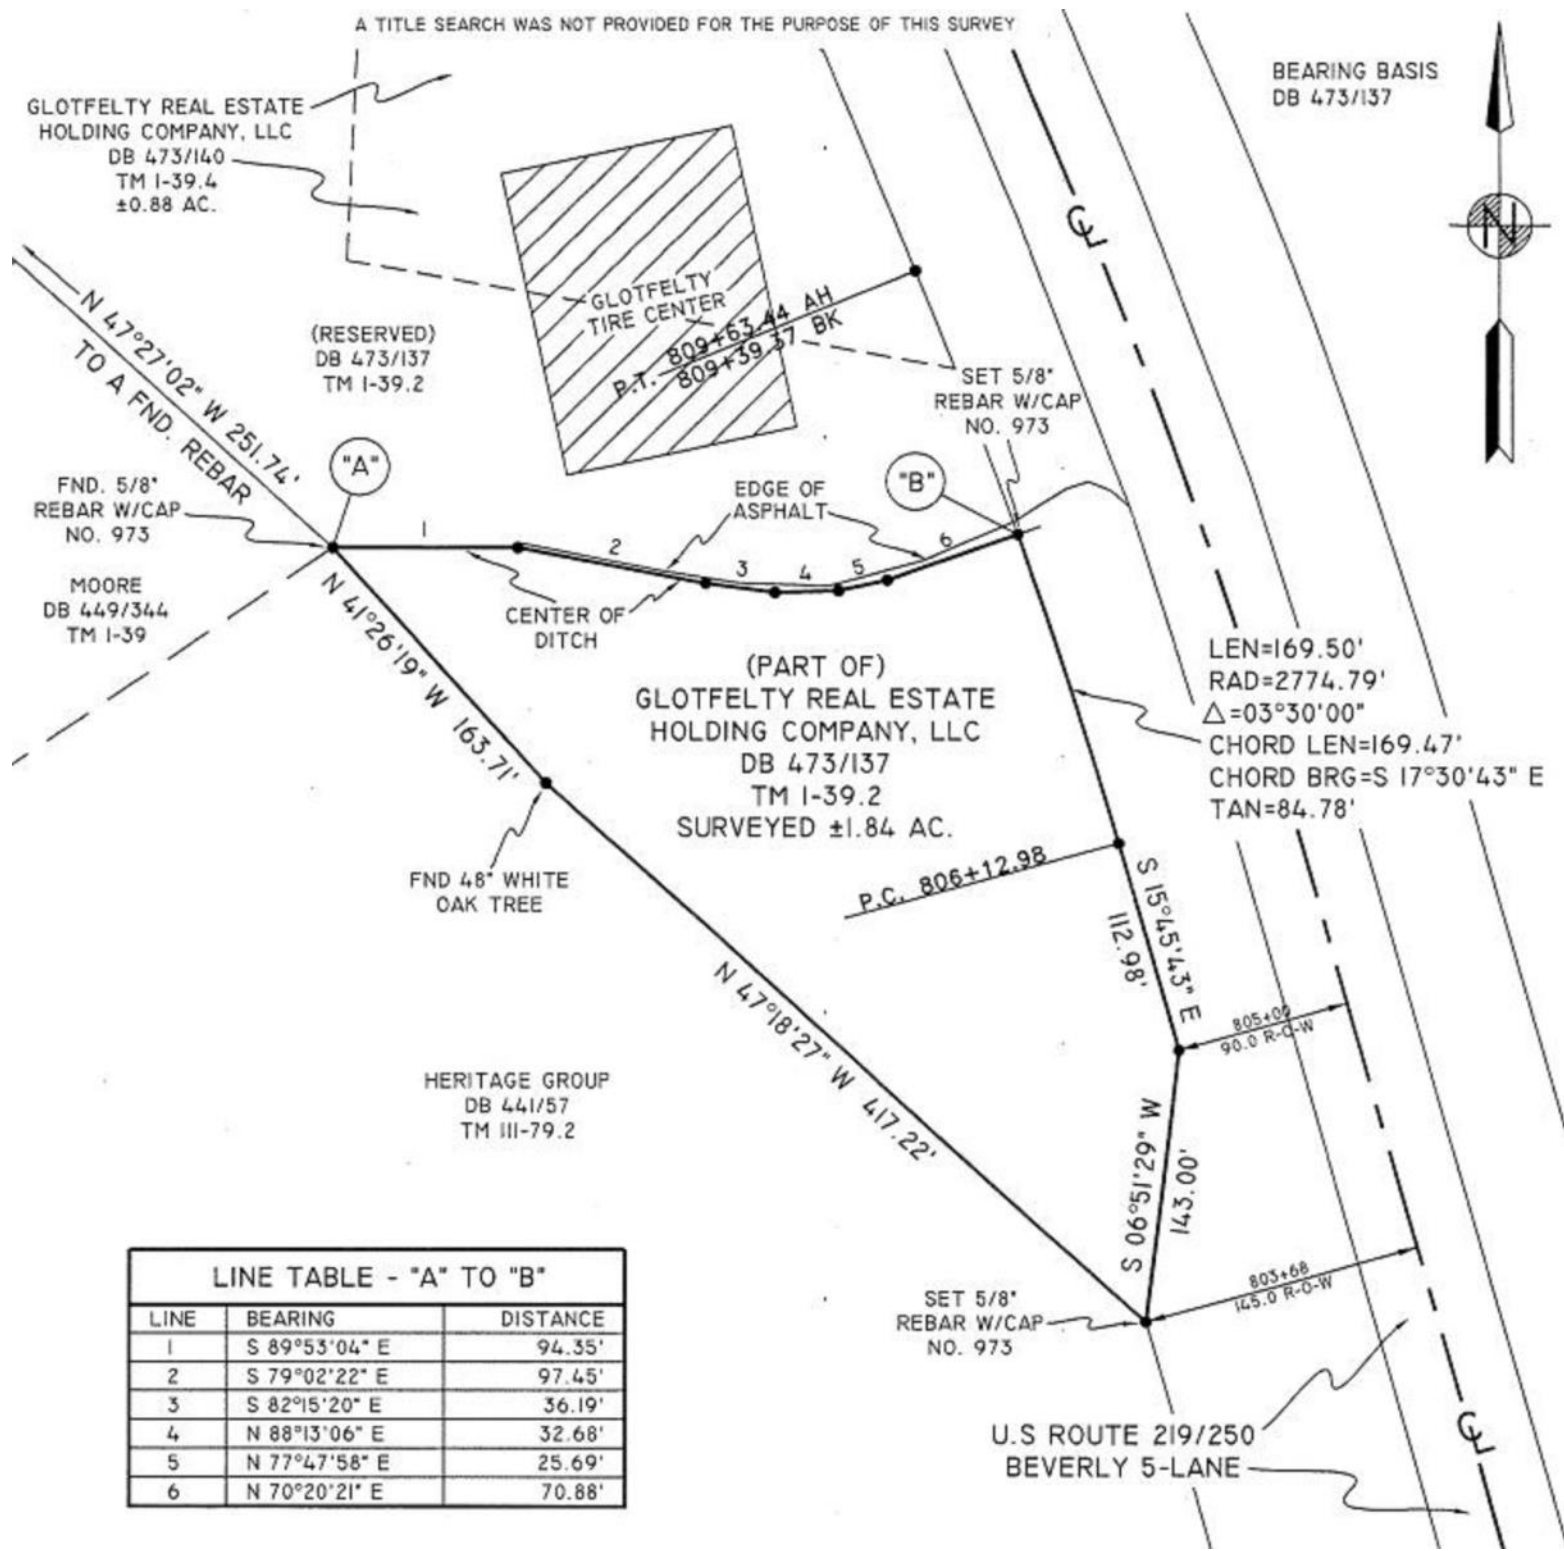 A TITLE SEARCH WAS NOT PROVIDED FOR THE PURPOSE OF THIS SURVEY
BEARING BASIS
DB 473/137
GLOTFELTY REAL ESTATE
HOLDING COMPANY, LLC
DB 473/140
TM I-39.4
±0.88 AC.
N
℄
GLOTFELTY
TIRE CENTER
P.T. 809+63.44 AH
809+39.37 BK
(RESERVED)
DB 473/137
TM I-39.2
N 47°27'02" W 251.74'
TO A FND. REBAR
SET 5/8"
REBAR W/CAP
NO. 973
"A"
"B"
FND. 5/8"
REBAR W/CAP
NO. 973
EDGE OF
ASPHALT
1
2
3
4
5
6
CENTER OF
DITCH
MOORE
DB 449/344
TM I-39
N 41°26'19" W 163.71'
(PART OF)
GLOTFELTY REAL ESTATE
HOLDING COMPANY, LLC
DB 473/137
TM I-39.2
SURVEYED ±1.84 AC.
LEN=169.50'
RAD=2774.79'
△=03°30'00"
CHORD LEN=169.47'
CHORD BRG=S 17°30'43" E
TAN=84.78'
FND 48" WHITE
OAK TREE
P.C. 806+12.98
S 15°45'43" E
112.98'
N 47°18'27" W 417.22'
805+00
90.0 R-O-W
HERITAGE GROUP
DB 441/57
TM III-79.2
S 06°51'29" W
143.00'
803+68
145.0 R-O-W
SET 5/8"
REBAR W/CAP
NO. 973
U.S ROUTE 219/250
BEVERLY 5-LANE
℄
LINE TABLE - "A" TO "B"
LINE BEARING DISTANCE
1 S 89°53'04" E 94.35'
2 S 79°02'22" E 97.45'
3 S 82°15'20" E 36.19'
4 N 88°13'06" E 32.68'
5 N 77°47'58" E 25.69'
6 N 70°20'21" E 70.88'